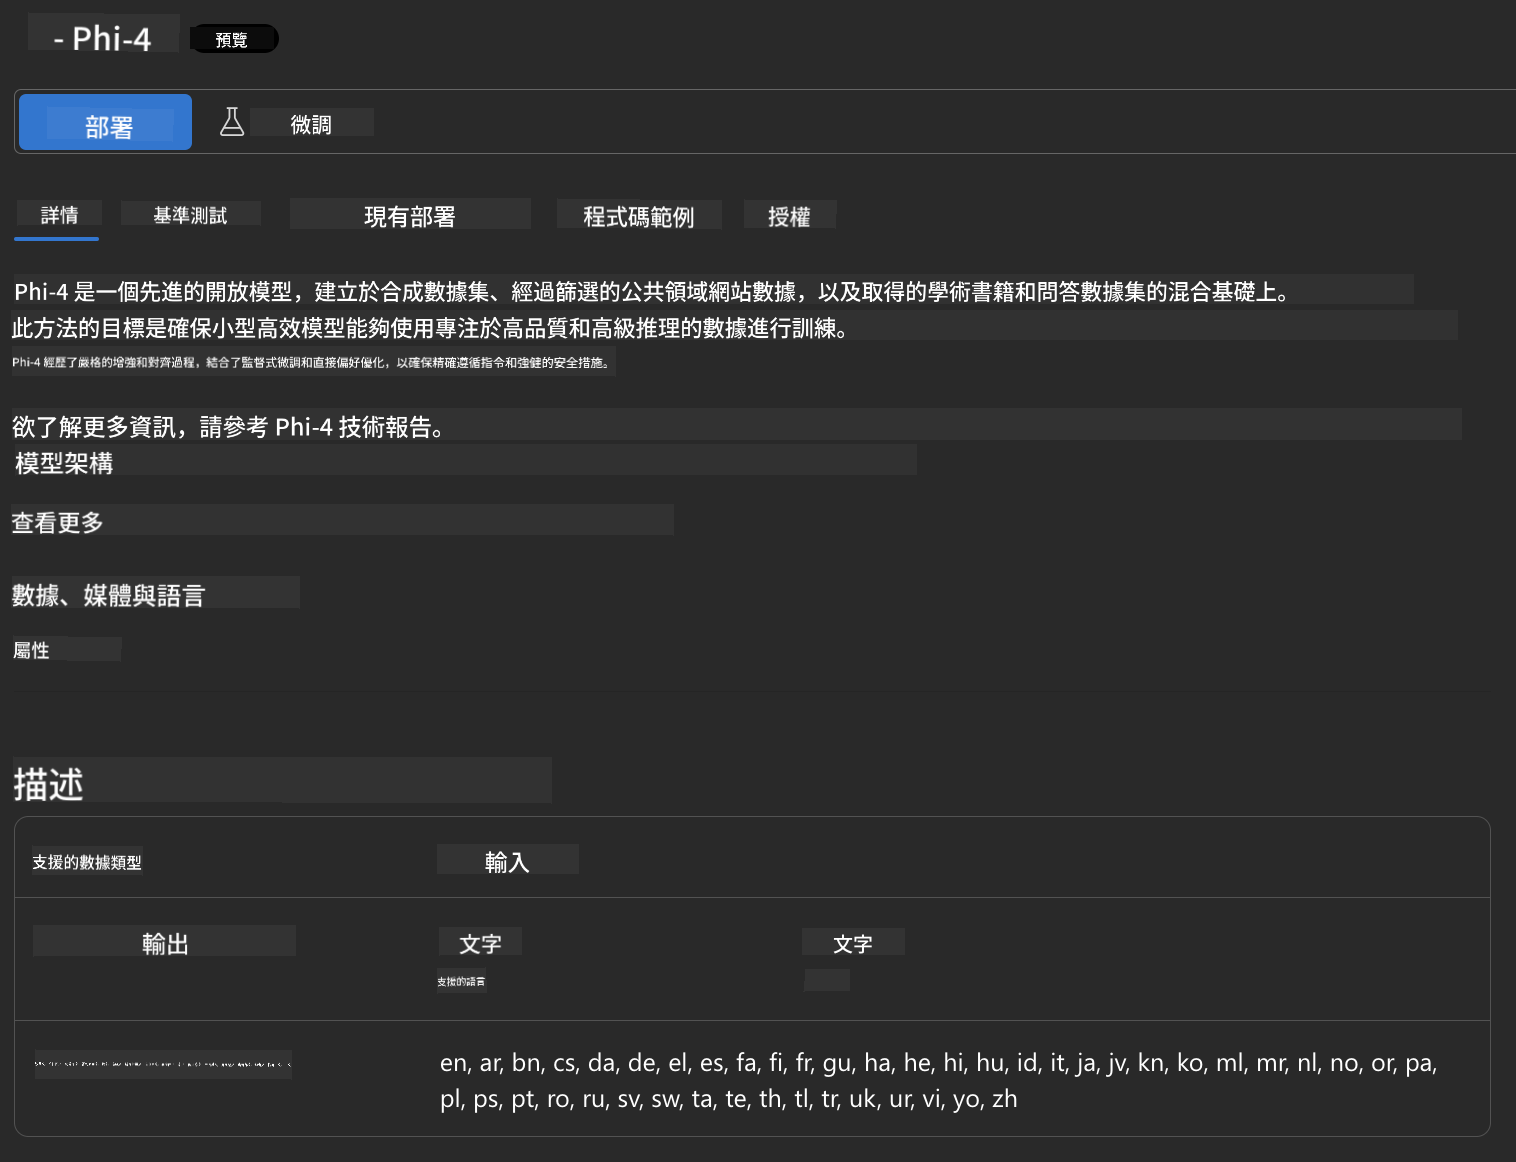 - Phi-4 預覽
部署 微調
詳情 基準測試 現有部署 程式碼範例 授權
Phi-4 是一個先進的開放模型，建立於合成數據集、經過篩選的公共領域網站數據，以及取得的學術書籍和問答數據集的混合基礎上。
此方法的目標是確保小型高效模型能夠使用專注於高品質和高級推理的數據進行訓練。
Phi-4 經歷了嚴格的增強和對齊過程，結合了監督式微調和直接偏好優化，以確保精確遵循指令和強健的安全措施。
欲了解更多資訊，請參考 Phi-4 技術報告。
模型架構
查看更多
數據、媒體與語言
屬性
描述
支援的數據類型 輸入
輸出 文字 文字
支援的語言
en, ar, bn, cs, da, de, el, es, fa, fi, fr, gu, ha, he, hi, hu, id, it, ja, jv, kn, ko, ml, mr, nl, no, or, pa,
pl, ps, pt, ro, ru, sv, sw, ta, te, th, tl, tr, uk, ur, vi, yo, zh